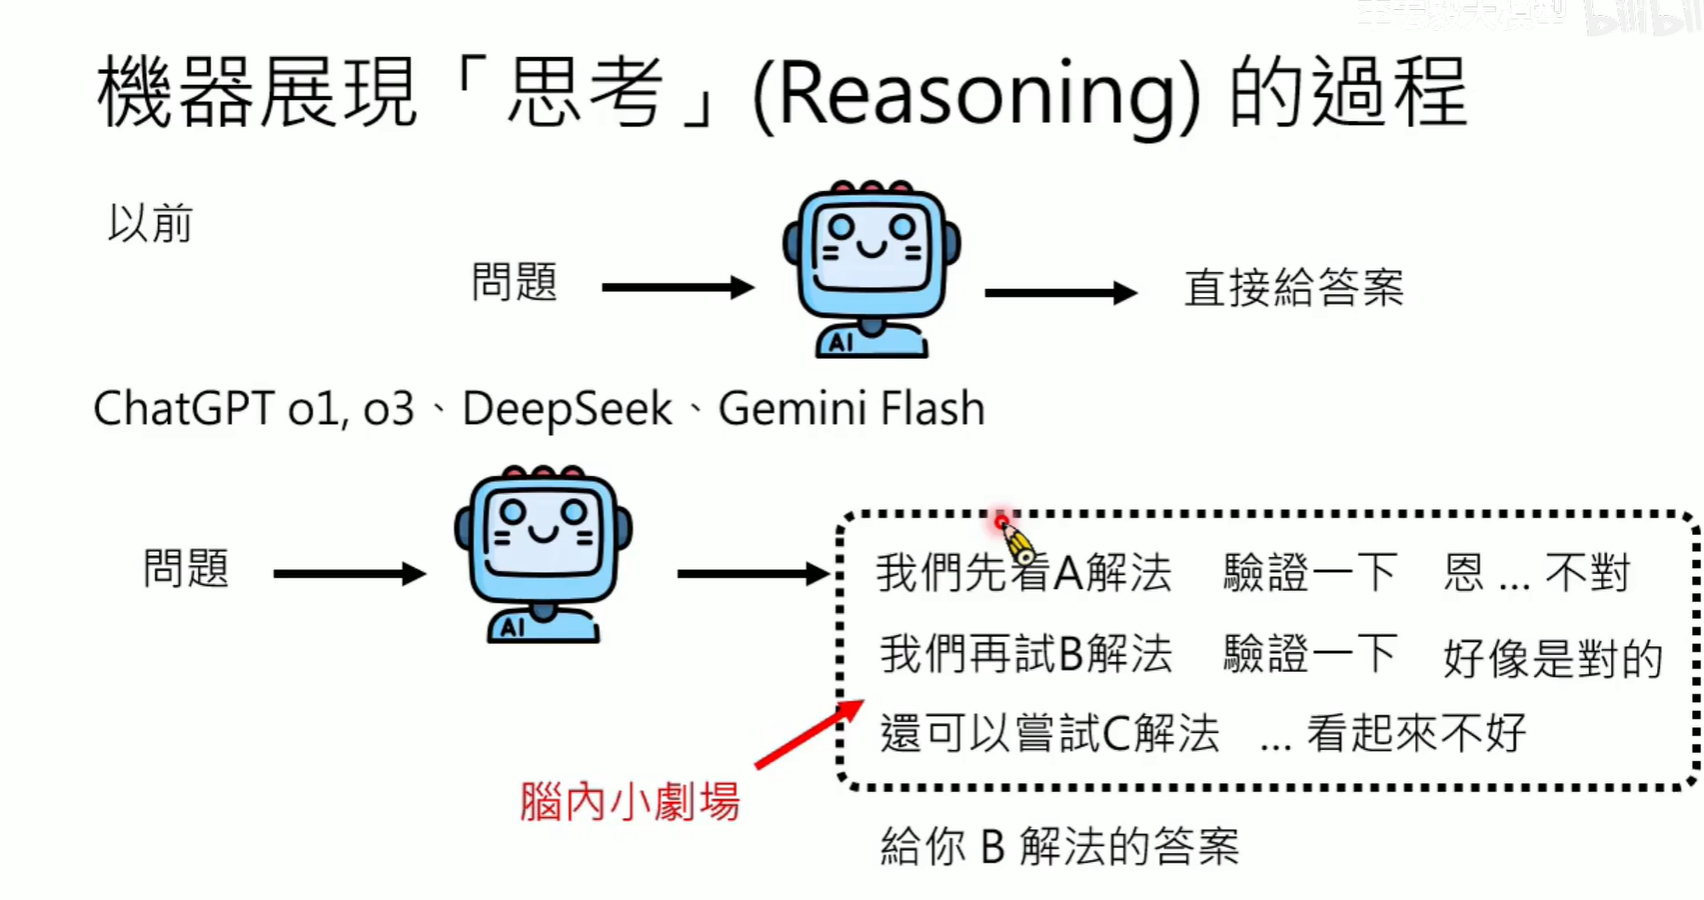 機器展現「思考」(Reasoning) 的過程
以前
問題
AI
直接給答案
ChatGPT o1, o3、DeepSeek、Gemini Flash
問題
AI
我們先看A解法 驗證一下 恩 ... 不對
我們再試B解法 驗證一下 好像是對的
還可以嘗試C解法 ... 看起來不好
腦內小劇場
給你 B 解法的答案